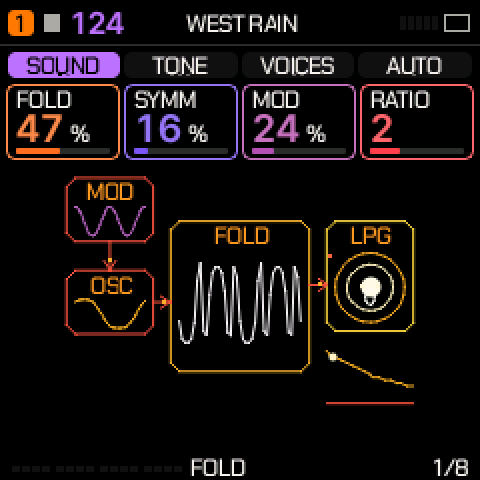 1 124 WEST RAIN
SOUND TONE VOICES AUTO
FOLD SYMM MOD RATIO
47 % 16 % 24 % 2
MOD
FOLD LPG
OSC
FOLD 1/8